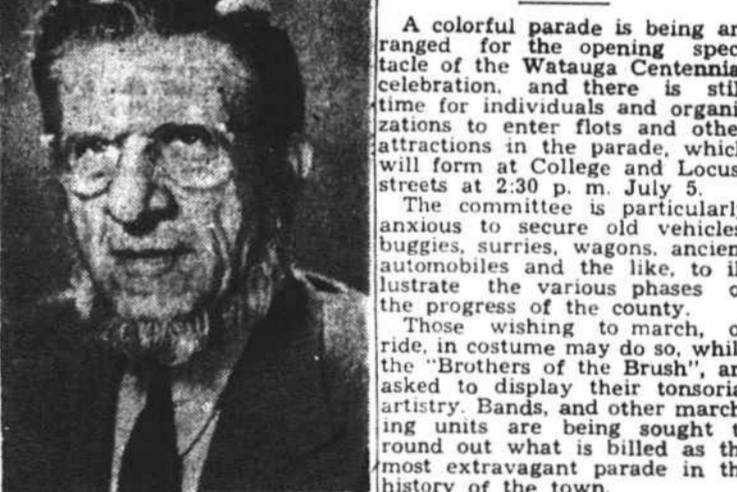 A colorful parade is being ar
ranged for the opening spec
tacle of the Watauga Centennia
celebration, and there is stil
time for individuals and organi
zations to enter flots and othe
attractions in the parade, whic
will form at College and Locus
streets at 2:30 p. m. July 5.
The committee is particularl
anxious to secure old vehicles
buggies, surries, wagons, ancien
automobiles and the like, to il
lustrate the various phases o
the progress of the county.
Those wishing to march, o
ride, in costume may do so, whil
the "Brothers of the Brush", ar
asked to display their tonsoria
artistry. Bands, and other march
ing units are being sought t
round out what is billed as th
most extravagant parade in th
history of the town.